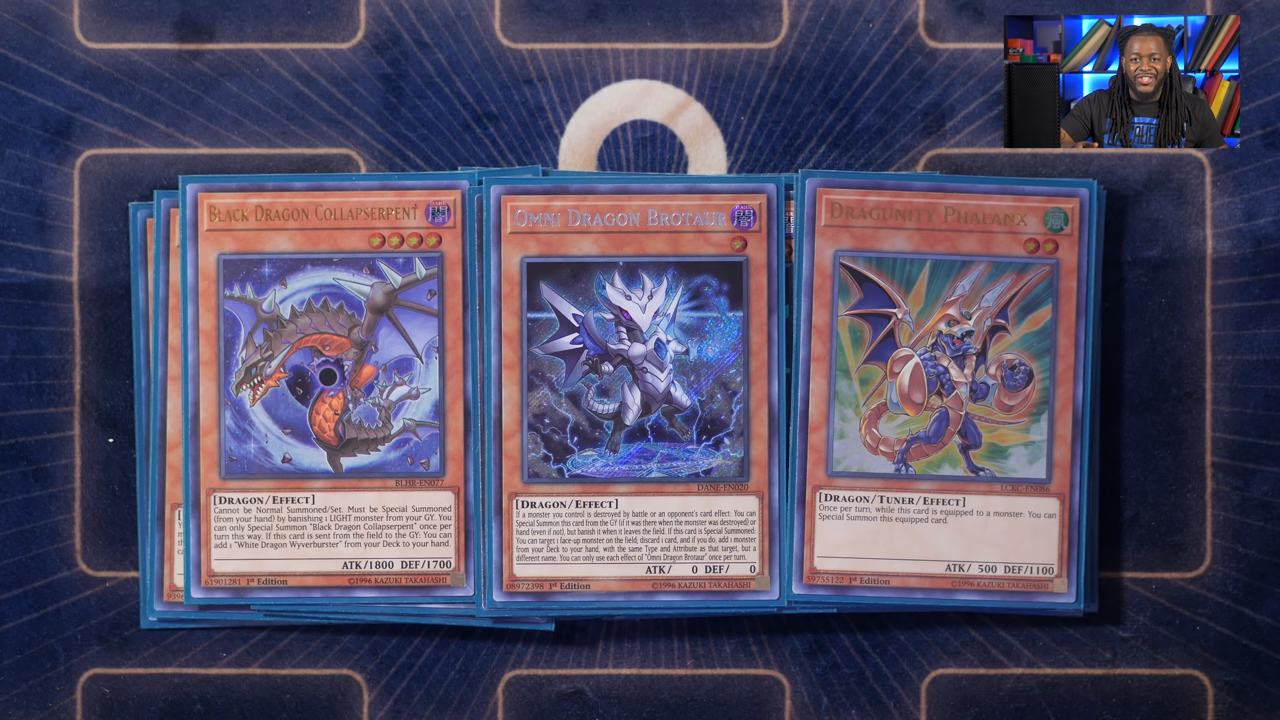 BLACK DRAGON COLLAPSERPENT
BLHR-EN077
[DRAGON/EFFECT]
Cannot be Normal Summoned/Set. Must be Special Summoned
(from your hand) by banishing 1 LIGHT monster from your GY. You
can only Special Summon "Black Dragon Collapserpent" once per
turn this way. If this card is sent from the field to the GY: You can
add 1 "White Dragon Wyverburster" from your Deck to your hand.
ATK/1800 DEF/1700
61901281 1st Edition
©1996 KAZUKI TAKAHASHI
OMNI DRAGON BROTAUR
闇
DANE-EN020
[DRAGON/EFFECT]
If a monster you control is destroyed by battle or an opponent's card effect: You can
Special Summon this card from the GY (if it was there when the monster was destroyed) or
hand (even if not), but banish it when it leaves the field. If this card is Special Summoned:
You can target 1 face-up monster on the field; discard 1 card, and if you do, add 1 monster
from your Deck to your hand, with the same Type and Attribute as that target, but a
different name. You can only use each effect of "Omni Dragon Brotaur" once per turn.
ATK/ 0 DEF/ 0
08972398 1st Edition
©1996 KAZUKI TAKAHASHI
DRAGUNITY PHALANX
風
LCKC-EN086
[DRAGON/TUNER/EFFECT]
Once per turn, while this card is equipped to a monster: You can
Special Summon this equipped card.
ATK/ 500 DEF/1100
59755122 1st Edition
©1996 KAZUKI TAKAHASHI